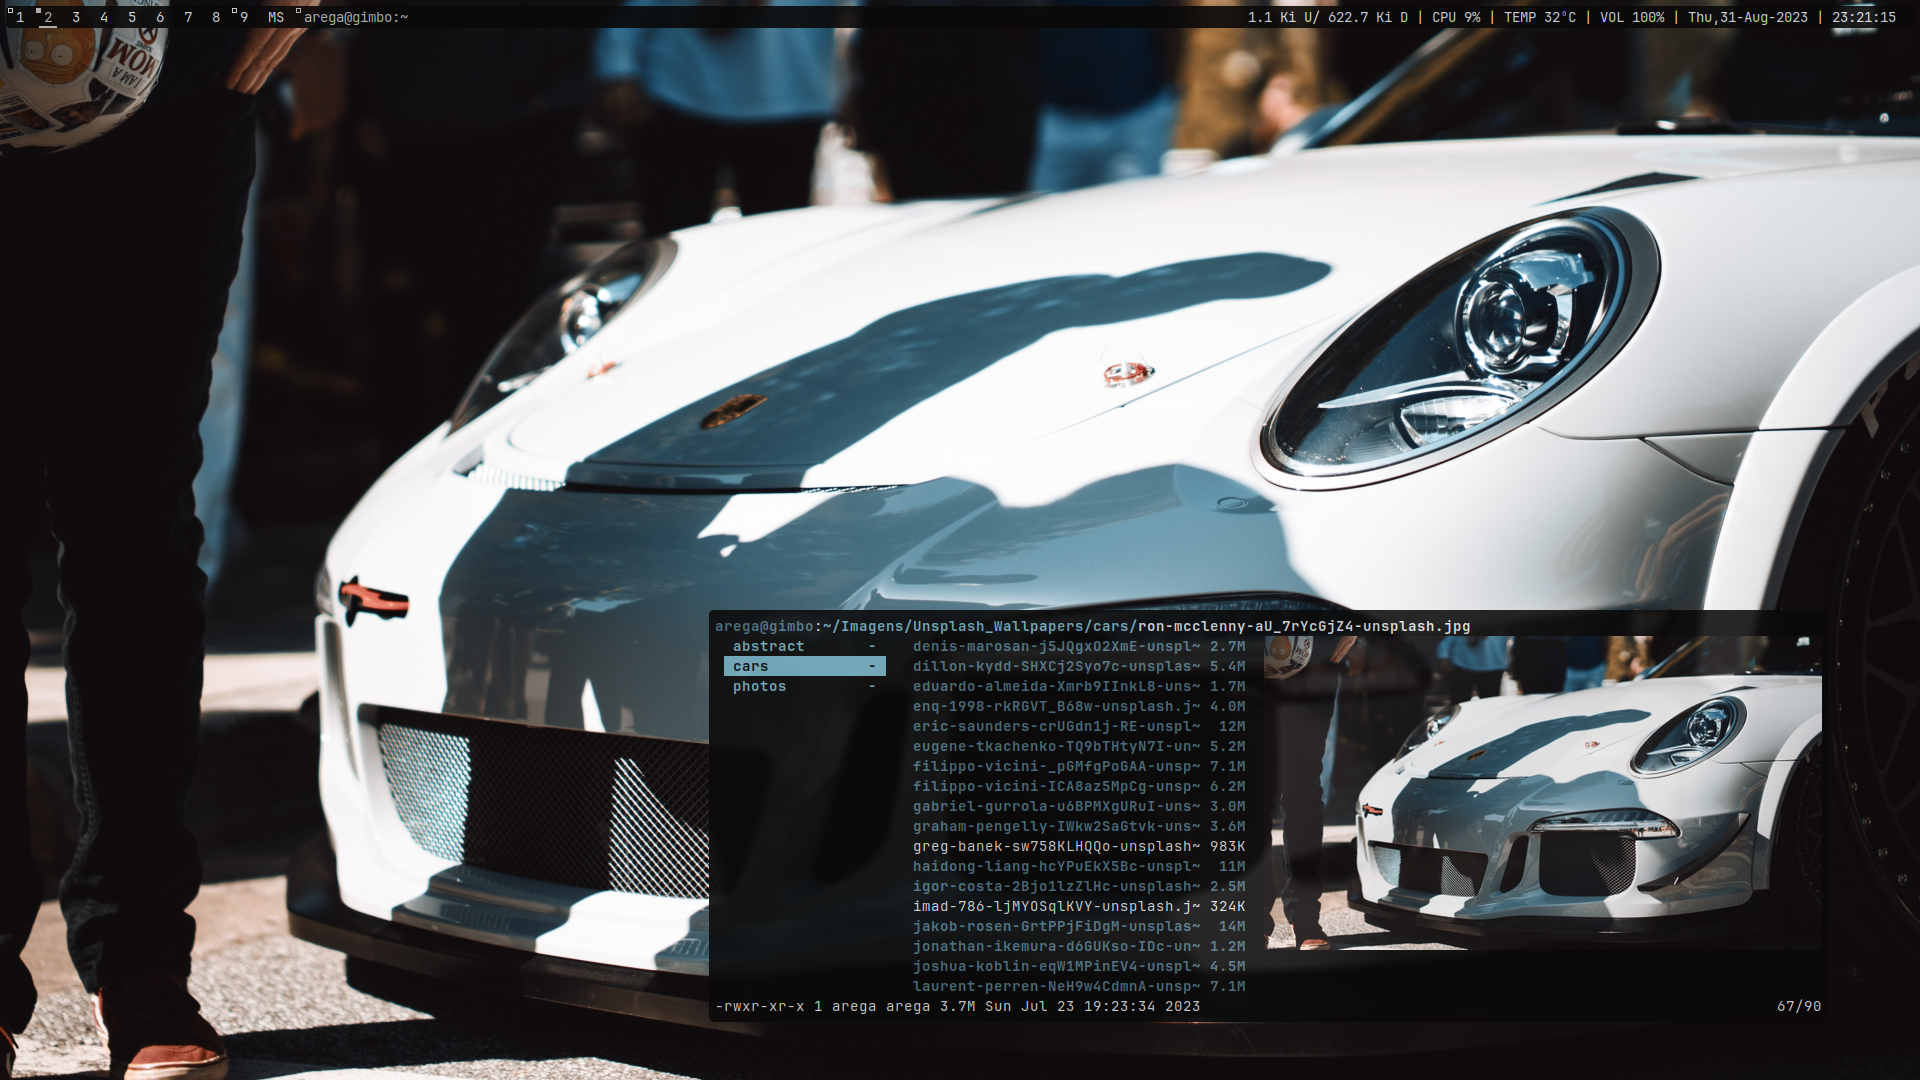 1 2 3 4 5 6 7 8 9 MS arega@gimbo:~ 1.1 Ki U/ 622.7 Ki D | CPU 9% | TEMP 32°C | VOL 100% | Thu,31-Aug-2023 | 23:21:15
I AM A
MOM
arega@gimbo:~/Imagens/Unsplash_Wallpapers/cars/ron-mcclenny-aU_7rYcGjZ4-unsplash.jpg
abstract - denis-marosan-j5JQgxO2XmE-unspl~ 2.7M
cars - dillon-kydd-SHXCj2Syo7c-unsplas~ 5.4M
photos - eduardo-almeida-Xmrb9IInkL8-uns~ 1.7M
enq-1998-rkRGVT_B68w-unsplash.j~ 4.0M
eric-saunders-crUGdn1j-RE-unspl~ 12M
eugene-tkachenko-TQ9bTHtyN7I-un~ 5.2M
filippo-vicini-_pGMfgPoGAA-unsp~ 7.1M
filippo-vicini-ICA8az5MpCg-unsp~ 6.2M
gabriel-gurrola-u6BPMXgURuI-uns~ 3.0M
graham-pengelly-IWkw2SaGtvk-uns~ 3.6M
greg-banek-sw758KLHQQo-unsplash~ 983K
haidong-liang-hcYPuEkX5Bc-unspl~ 11M
igor-costa-2Bjo1lzZlHc-unsplash~ 2.5M
imad-786-ljMYOSqlKVY-unsplash.j~ 324K
jakob-rosen-GrtPPjFiDgM-unsplas~ 14M
jonathan-ikemura-d6GUKso-IDc-un~ 1.2M
joshua-koblin-eqW1MPinEV4-unspl~ 4.5M
laurent-perren-NeH9w4CdmnA-unsp~ 7.1M
-rwxr-xr-x 1 arega arega 3.7M Sun Jul 23 19:23:34 2023 67/90